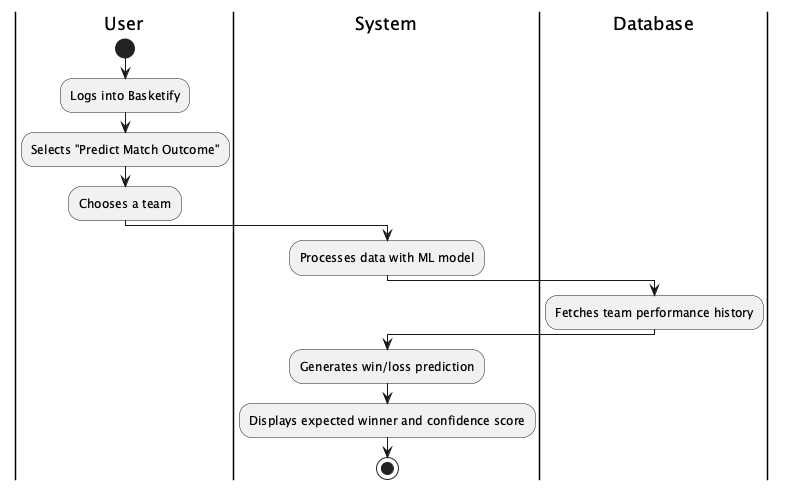 User
System
Database
Logs into Basketify
Selects "Predict Match Outcome"
Chooses a team
Processes data with ML model
Fetches team performance history
Generates win/loss prediction
Displays expected winner and confidence score